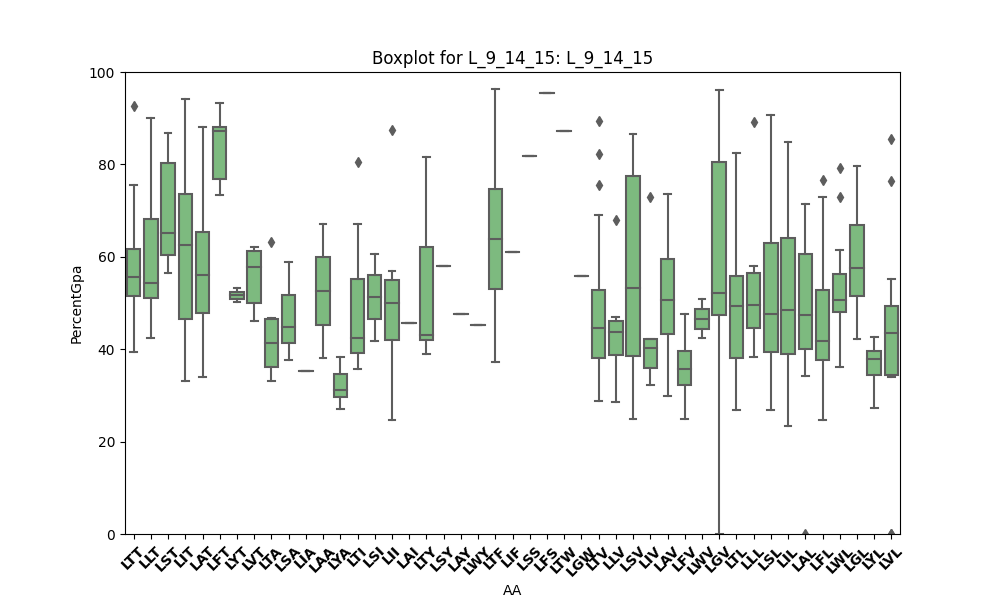 Boxplot for L_9_14_15: L_9_14_15
PercentGpa
100
80
60
40
20
0
LTT LLT LST LIT LAT LFT LYT LVT LTA LSA LIA LAA LYA LTI LSI LII LAI LTY LSY LAY LWY LTF LIF LSS LFS LTW LGW LTV LLV LSV LIV LAV LFV LWV LGV LTL LLL LSL LIL LAL LFL LWL LGL LYL LVL
AA